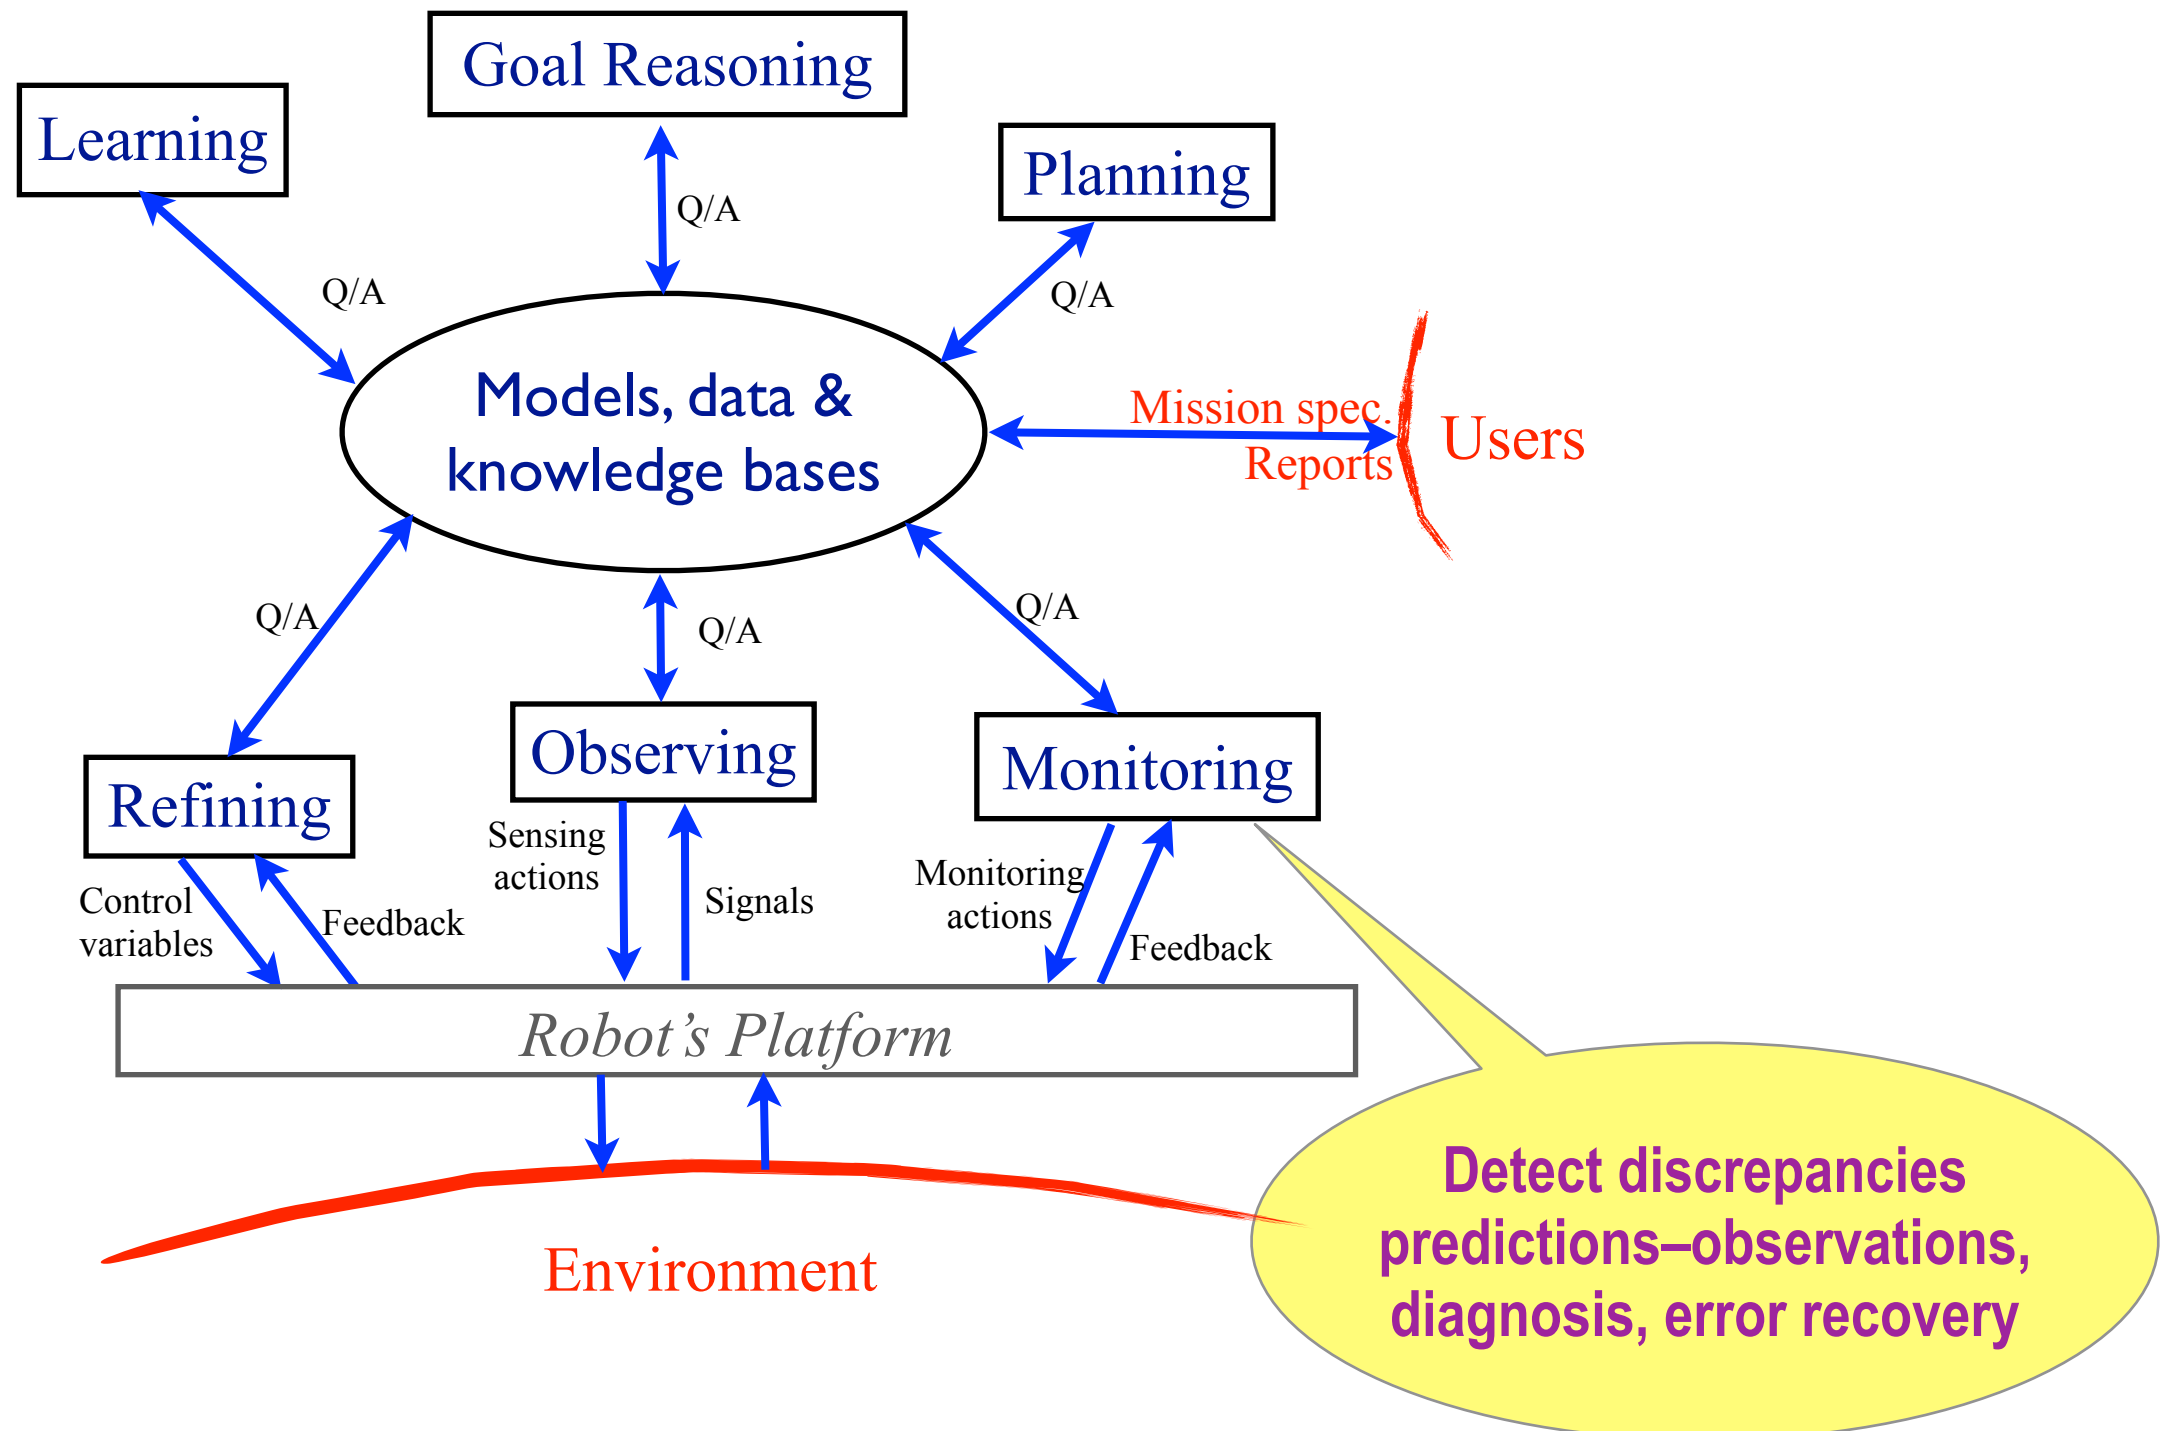 Goal Reasoning
Learning
Planning
Q/A
Q/A
Q/A
Models, data &
knowledge bases
Mission spec.
Reports
Users
Q/A
Q/A
Q/A
Refining
Observing
Monitoring
Control
variables
Feedback
Sensing
actions
Signals
Monitoring
actions
Feedback
Robot’s Platform
Environment
Detect discrepancies
predictions–observations,
diagnosis, error recovery